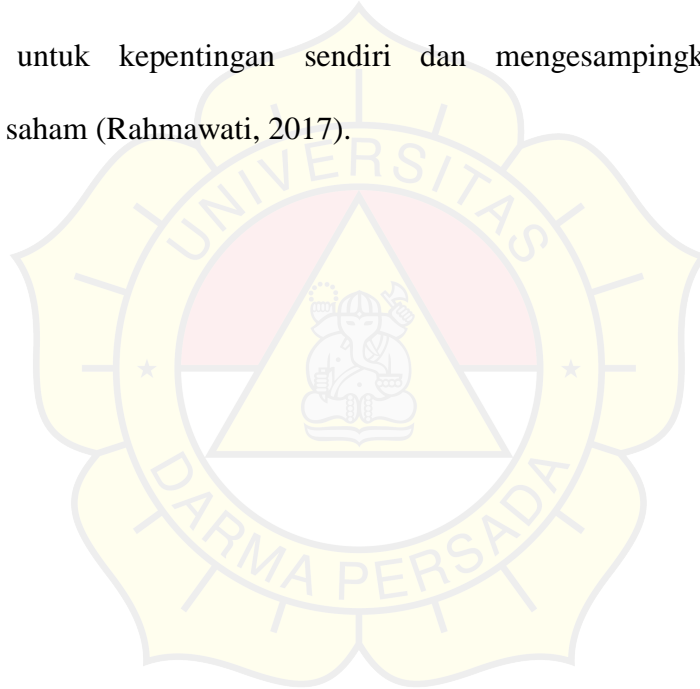 untuk kepentingan sendiri dan mengesampingk
saham (Rahmawati, 2017).
UNIVERSITAS
DARMA PERSADA